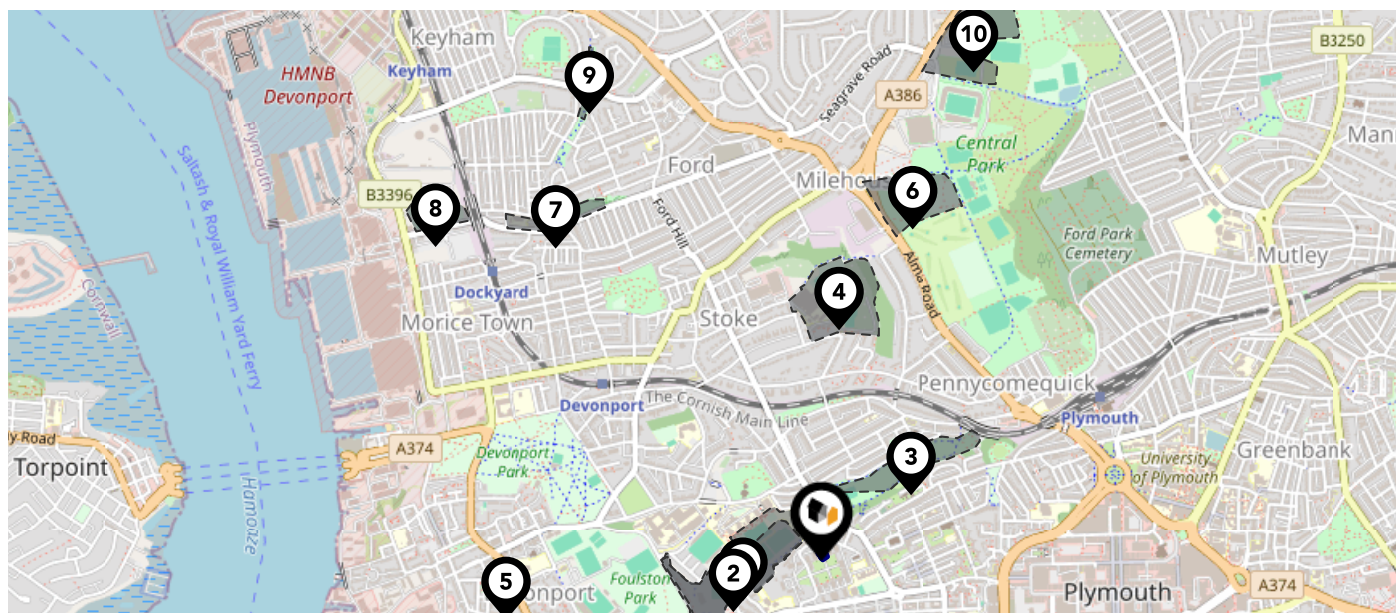 Keyham
Keyham
HMNB
Devonport
Plymouth
9
10
B3250
Seagrave Road
A386
Central
Park
Man
Saltash & Royal William Yard Ferry
B3396
8
7
Ford
Ford Hill
6
Ford Park
Cemetery
Mutley
Cornwall
Dockyard
Morice Town
Stoke
4
Alma Road
Devonport
The Cornish Main Line
Pennycomequick
Plymouth
y Road
Torpoint
A374
Devonport
Park
3
University
of Plymouth
Greenbank
Hamoaze
5
onport
Foulston
Park
2
Plymouth
A374